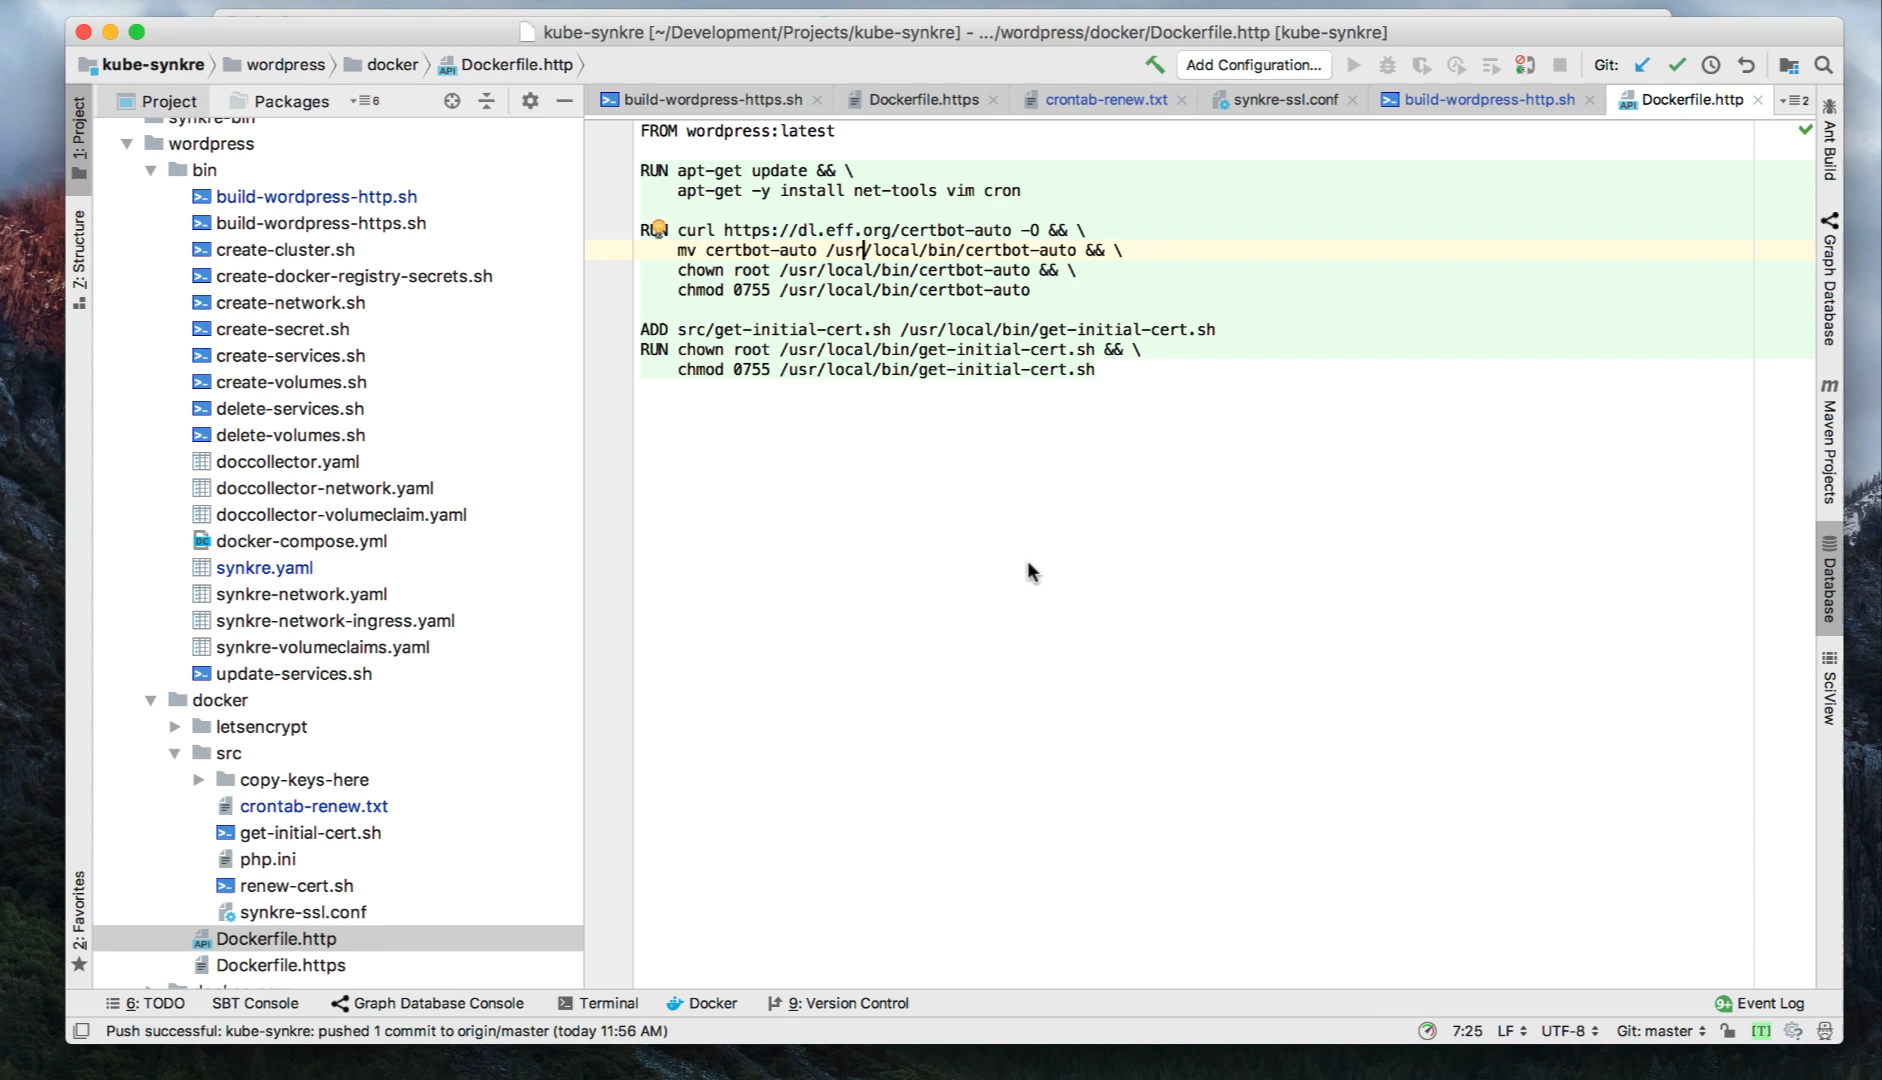 kube-synkre [~/Development/Projects/kube-synkre] - .../wordpress/docker/Dockerfile.http [kube-synkre]
kube-synkre wordpress docker Dockerfile.http Add Configuration... Git:
1: Project
Z: Structure
2: Favorites
Project Packages 6
synkre-bin
wordpress
bin
build-wordpress-http.sh
build-wordpress-https.sh
create-cluster.sh
create-docker-registry-secrets.sh
create-network.sh
create-secret.sh
create-services.sh
create-volumes.sh
delete-services.sh
delete-volumes.sh
doccollector.yaml
doccollector-network.yaml
doccollector-volumeclaim.yaml
DC docker-compose.yml
synkre.yaml
synkre-network.yaml
synkre-network-ingress.yaml
synkre-volumeclaims.yaml
update-services.sh
docker
letsencrypt
src
copy-keys-here
crontab-renew.txt
get-initial-cert.sh
php.ini
renew-cert.sh
synkre-ssl.conf
API Dockerfile.http
Dockerfile.https
build-wordpress-https.sh Dockerfile.https crontab-renew.txt synkre-ssl.conf build-wordpress-http.sh API Dockerfile.http 2
FROM wordpress:latest
RUN apt-get update && \
apt-get -y install net-tools vim cron
RUN curl https://dl.eff.org/certbot-auto -O && \
mv certbot-auto /usr/local/bin/certbot-auto && \
chown root /usr/local/bin/certbot-auto && \
chmod 0755 /usr/local/bin/certbot-auto
ADD src/get-initial-cert.sh /usr/local/bin/get-initial-cert.sh
RUN chown root /usr/local/bin/get-initial-cert.sh && \
chmod 0755 /usr/local/bin/get-initial-cert.sh
Ant Build
Graph Database
m Maven Projects
Database
SciView
6: TODO SBT Console Graph Database Console Terminal Docker 9: Version Control 9+ Event Log
Push successful: kube-synkre: pushed 1 commit to origin/master (today 11:56 AM) 7:25 LF UTF-8 Git: master [T]